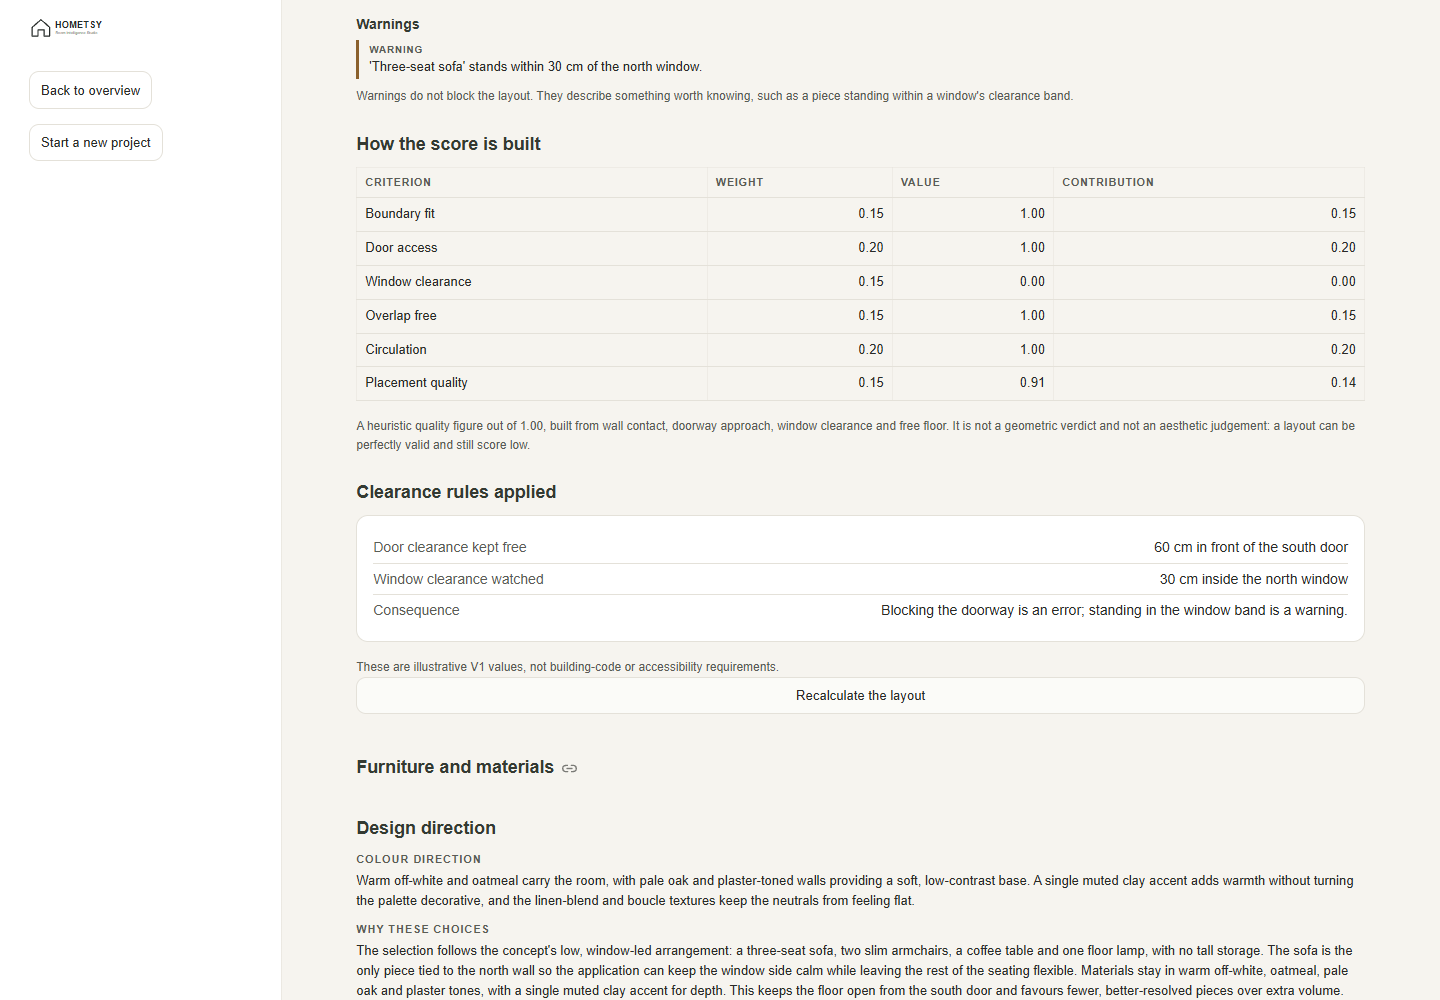 HOMETSY
Back to overview
Start a new project
Warnings
WARNING
'Three-seat sofa' stands within 30 cm of the north window.
Warnings do not block the layout. They describe something worth knowing, such as a piece standing within a window's clearance band.
How the score is built
CRITERION WEIGHT VALUE CONTRIBUTION
Boundary fit 0.15 1.00 0.15
Door access 0.20 1.00 0.20
Window clearance 0.15 0.00 0.00
Overlap free 0.15 1.00 0.15
Circulation 0.20 1.00 0.20
Placement quality 0.15 0.91 0.14
A heuristic quality figure out of 1.00, built from wall contact, doorway approach, window clearance and free floor. It is not a geometric verdict and not an aesthetic judgement: a layout can be
perfectly valid and still score low.
Clearance rules applied
Door clearance kept free 60 cm in front of the south door
Window clearance watched 30 cm inside the north window
Consequence Blocking the doorway is an error; standing in the window band is a warning.
These are illustrative V1 values, not building-code or accessibility requirements.
Recalculate the layout
Furniture and materials
Design direction
COLOUR DIRECTION
Warm off-white and oatmeal carry the room, with pale oak and plaster-toned walls providing a soft, low-contrast base. A single muted clay accent adds warmth without turning
the palette decorative, and the linen-blend and boucle textures keep the neutrals from feeling flat.
WHY THESE CHOICES
The selection follows the concept's low, window-led arrangement: a three-seat sofa, two slim armchairs, a coffee table and one floor lamp, with no tall storage. The sofa is the
only piece tied to the north wall so the application can keep the window side calm while leaving the rest of the seating flexible. Materials stay in warm off-white, oatmeal, pale
oak and plaster tones, with a single muted clay accent for depth. This keeps the floor open from the south door and favours fewer, better-resolved pieces over extra volume.